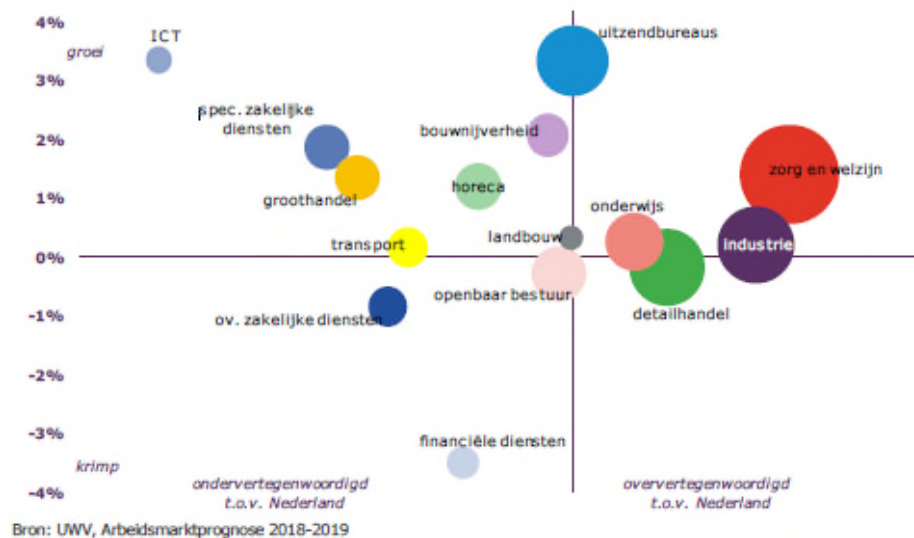 4%
groei
ICT
uitzendbureaus
3%
spec. zakelijke
diensten
bouwnijverheid
2%
zorg en welzijn
1%
groothandel
horeca
onderwijs
transport
landbouw
industrie
0%
openbaar bestuur
-1%
ov. zakelijke diensten
detailhandel
-2%
-3%
financiële diensten
krimp
-4%
ondervertegenwoordigd
t.o.v. Nederland
oververtegenwoordigd
t.o.v. Nederland
Bron: UWV, Arbeidsmarktprognose 2018-2019